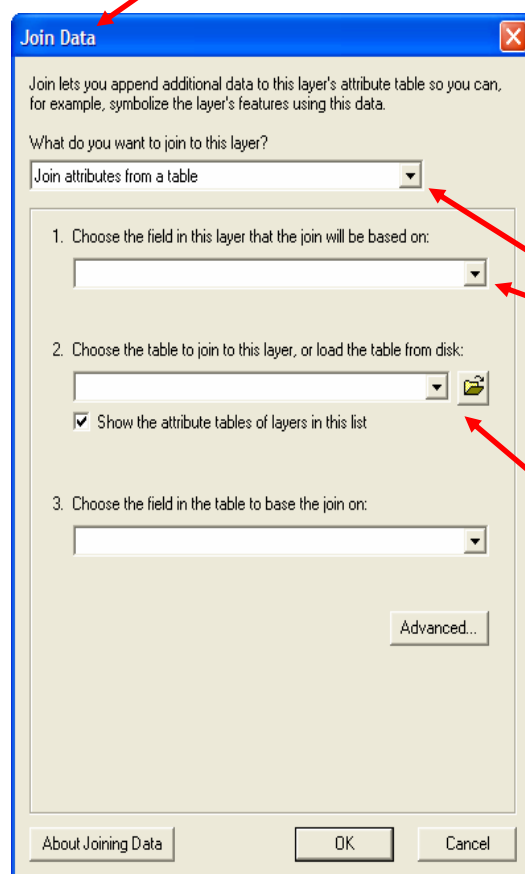 Join Data
Join lets you append additional data to this layer's attribute table so you can,
for example, symbolize the layer's features using this data.
What do you want to join to this layer?
Join attributes from a table
1. Choose the field in this layer that the join will be based on:
2. Choose the table to join to this layer, or load the table from disk:
Show the attribute tables of layers in this list
3. Choose the field in the table to base the join on:
Advanced...
About Joining Data OK Cancel